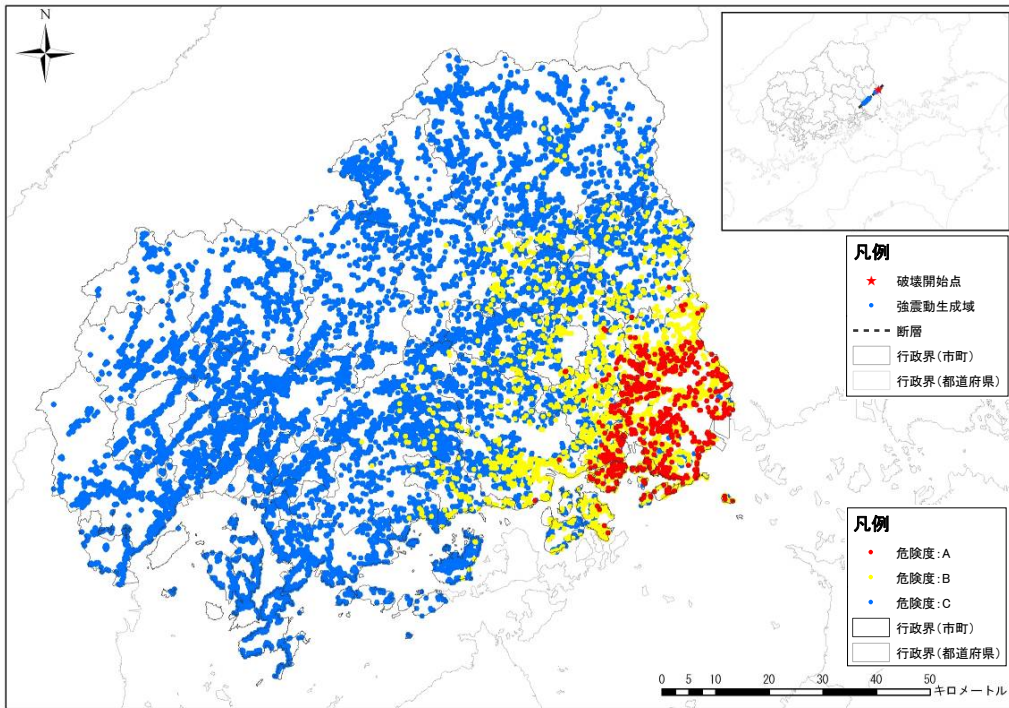 N
凡例
破壊開始点
強震動生成域
断層
行政界(市町)
行政界(都道府県)
凡例
危険度:A
危険度:B
危険度:C
行政界(市町)
行政界(都道府県)
0 5 10 20 30 40 50
キロメートル